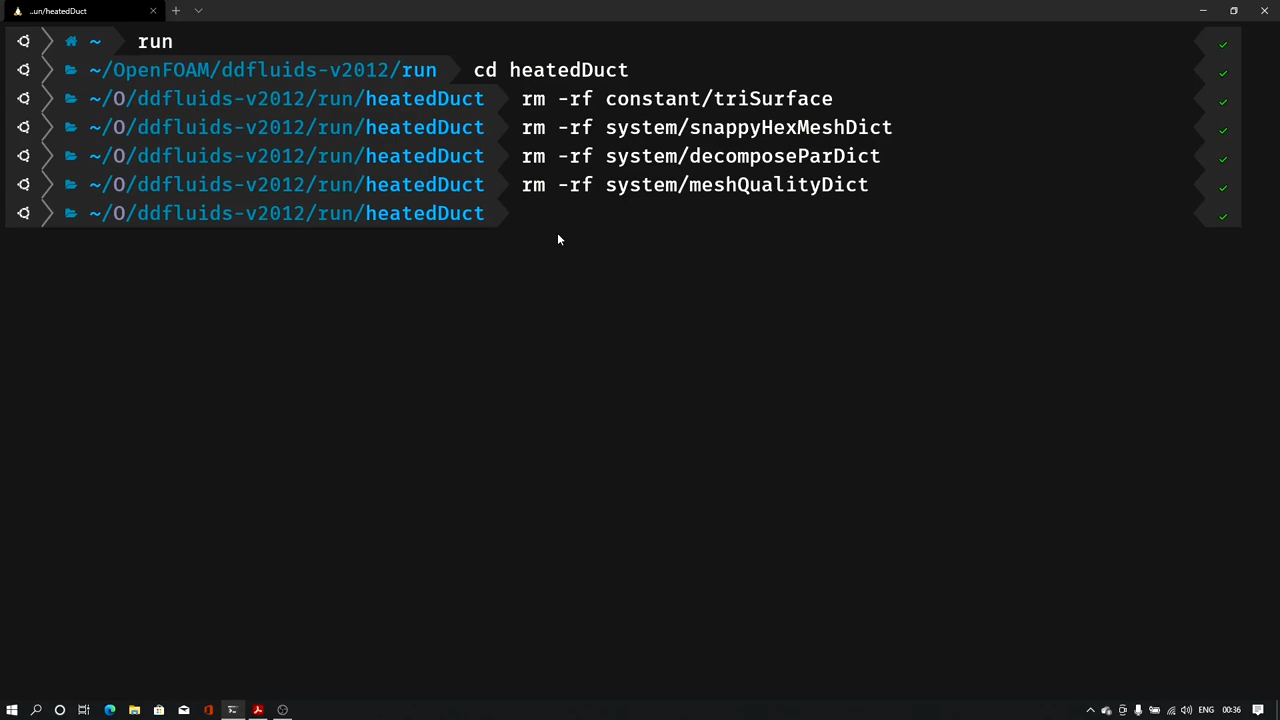 ..un/heatedDuct
~ run
~/OpenFOAM/ddfluids-v2012/run cd heatedDuct
~/O/ddfluids-v2012/run/heatedDuct rm -rf constant/triSurface
~/O/ddfluids-v2012/run/heatedDuct rm -rf system/snappyHexMeshDict
~/O/ddfluids-v2012/run/heatedDuct rm -rf system/decomposeParDict
~/O/ddfluids-v2012/run/heatedDuct rm -rf system/meshQualityDict
~/O/ddfluids-v2012/run/heatedDuct
ENG 00:36